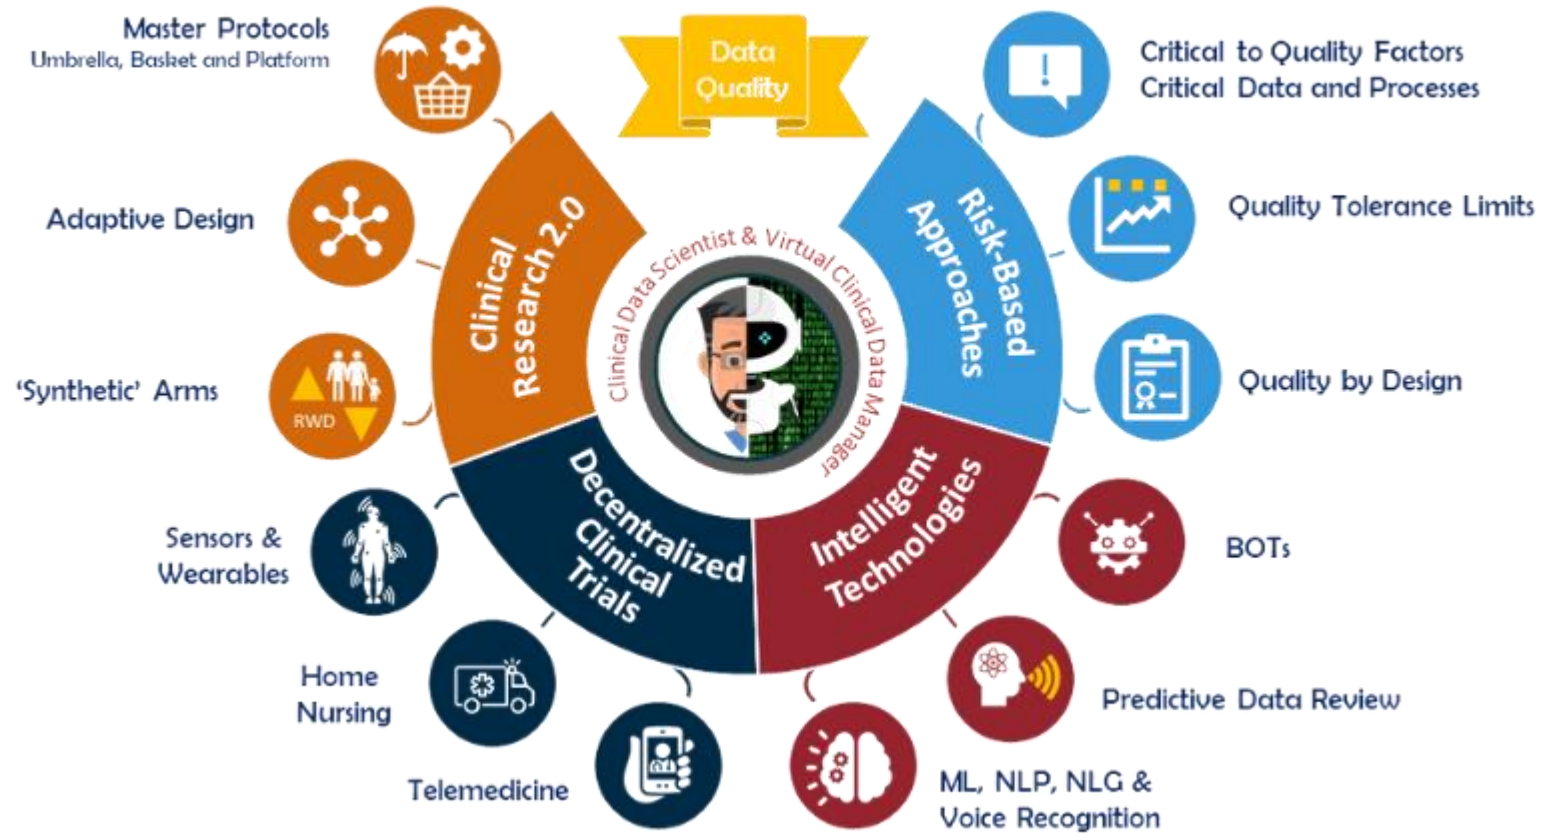 Master Protocols
Umbrella, Basket and Platform
Adaptive Design
'Synthetic' Arms
RWD
Sensors &
Wearables
Home
Nursing
Telemedicine
Data
Quality
Clinical
Research 2.0
Decentralized
Clinical
Trials
Clinical Data Scientist & Virtual Clinical Data Manager
Intelligent
Technologies
Risk-Based
Approaches
!
Critical to Quality Factors
Critical Data and Processes
Quality Tolerance Limits
Quality by Design
BOTs
Predictive Data Review
ML, NLP, NLG &
Voice Recognition